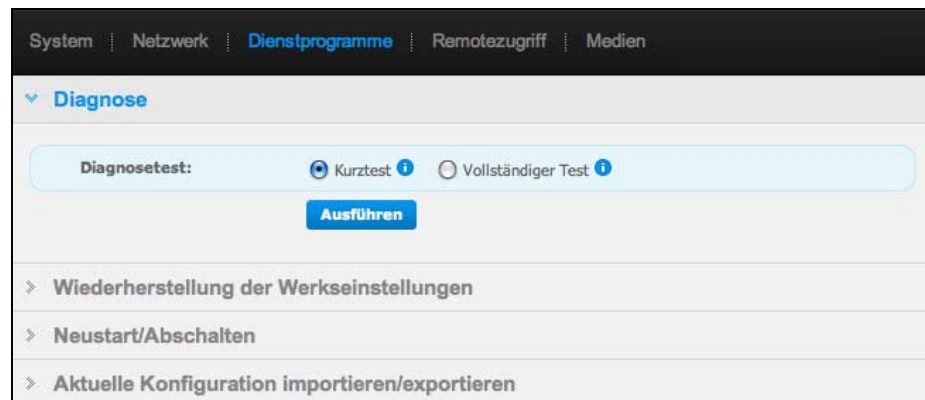 System | Netzwerk | Dienstprogramme | Remotezugriff | Medien
Diagnose
Diagnosetest: Kurztest Vollständiger Test
Ausführen
Wiederherstellung der Werkseinstellungen
Neustart/Abschalten
Aktuelle Konfiguration importieren/exportieren